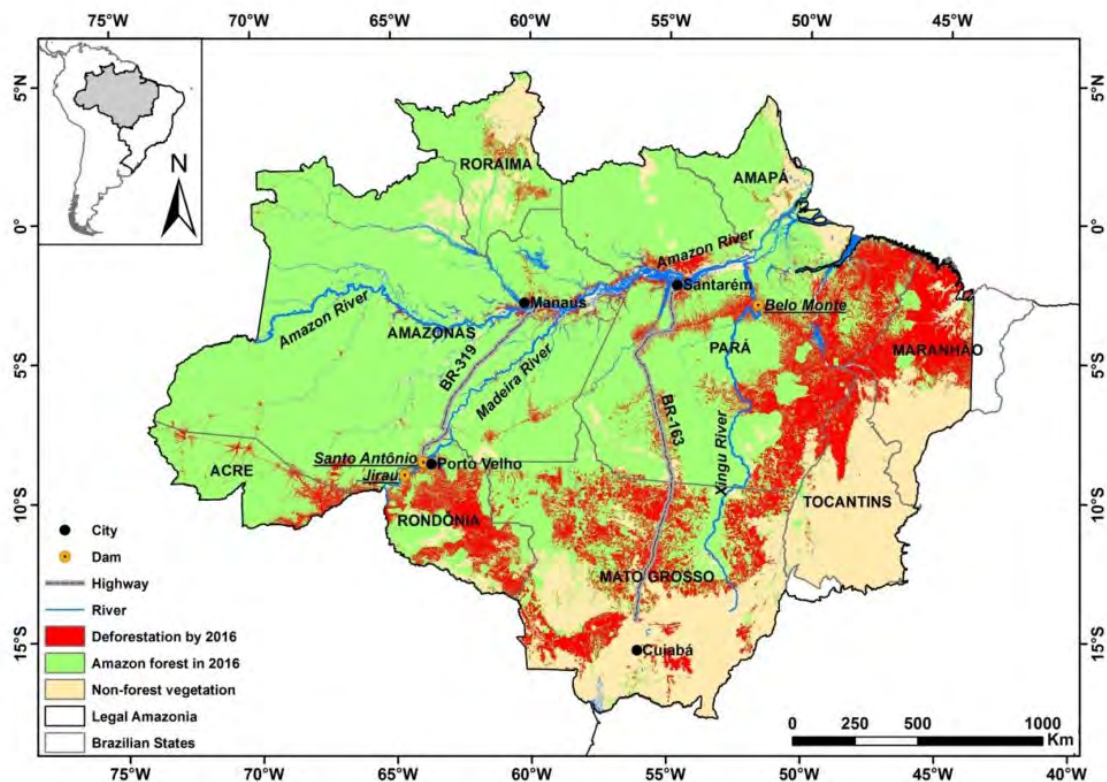 75°W 70°W 65°W 60°W 55°W 50°W 45°W
5°N
5°N
N
RORAIMA
AMAPÁ
0°
0°
Amazon River
Santarém
Manaus
Belo Monte
Amazon River
AMAZONAS
PARÁ
MARANHÃO
5°S
5°S
BR-319
Madeira River
BR-163
Xingu River
Santo Antônio
Porto Velho
Jirau
ACRE
10°S
10°S
TOCANTINS
RONDÔNIA
MATO GROSSO
City
Dam
Highway
River
Deforestation by 2016
Amazon forest in 2016
Non-forest vegetation
Legal Amazonia
Brazilian States
15°S
15°S
Cuiabá
0 250 500 1000
Km
75°W 70°W 65°W 60°W 55°W 50°W 45°W 40°W